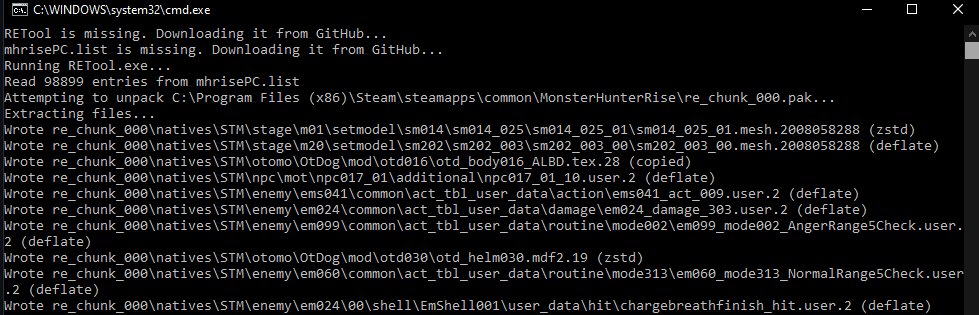 C:\WINDOWS\system32\cmd.exe
RETool is missing. Downloading it from GitHub...
mhrisePC.list is missing. Downloading it from GitHub...
Running RETool.exe...
Read 98899 entries from mhrisePC.list
Attempting to unpack C:\Program Files (x86)\Steam\steamapps\common\MonsterHunterRise\re_chunk_000.pak...
Extracting files...
Wrote re_chunk_000\natives\STM\stage\m01\setmodel\sm014\sm014_025\sm014_025_01\sm014_025_01.mesh.2008058288 (zstd)
Wrote re_chunk_000\natives\STM\stage\m20\setmodel\sm202\sm202_003\sm202_003_00\sm202_003_00.mesh.2008058288 (deflate)
Wrote re_chunk_000\natives\STM\otomo\OtDog\mod\otd016\otd_body016_ALBD.tex.28 (copied)
Wrote re_chunk_000\natives\STM\npc\mot\npc017_01\additional\npc017_01_10.user.2 (deflate)
Wrote re_chunk_000\natives\STM\enemy\ems041\common\act_tbl_user_data\action\ems041_act_009.user.2 (deflate)
Wrote re_chunk_000\natives\STM\enemy\em024\common\act_tbl_user_data\damage\em024_damage_303.user.2 (deflate)
Wrote re_chunk_000\natives\STM\enemy\em099\common\act_tbl_user_data\routine\mode002\em099_mode002_AngerRange5Check.user.
2 (deflate)
Wrote re_chunk_000\natives\STM\otomo\OtDog\mod\otd030\otd_helm030.mdf2.19 (zstd)
Wrote re_chunk_000\natives\STM\enemy\em060\common\act_tbl_user_data\routine\mode313\em060_mode313_NormalRange5Check.user
.2 (deflate)
Wrote re_chunk_000\natives\STM\enemy\em024\00\shell\EmShell001\user_data\hit\chargebreathfinish_hit.user.2 (deflate)